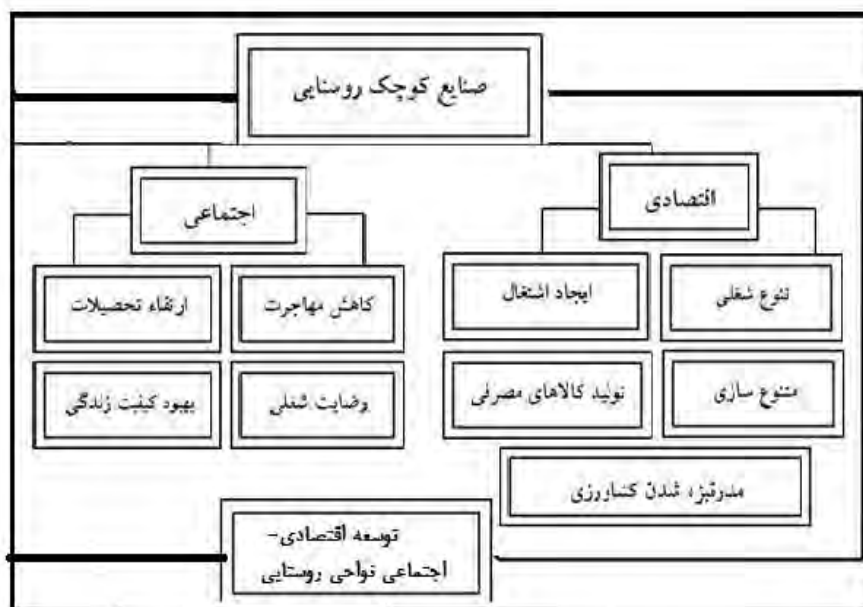 صنایع کوچک روستایی
اقتصادی
اجتماعی
تنوع شغلی
ایجاد اشتغال
کاهش مهاجرت
ارتقاء تحصیلات
متنوع سازی
تولید کالاهای مصرفی
رضایت شغلی
بهبود کیفیت زندگی
مدرنیزه شدن کشاورزی
توسعه اقتصادی-
اجتماعی نواحی روستایی